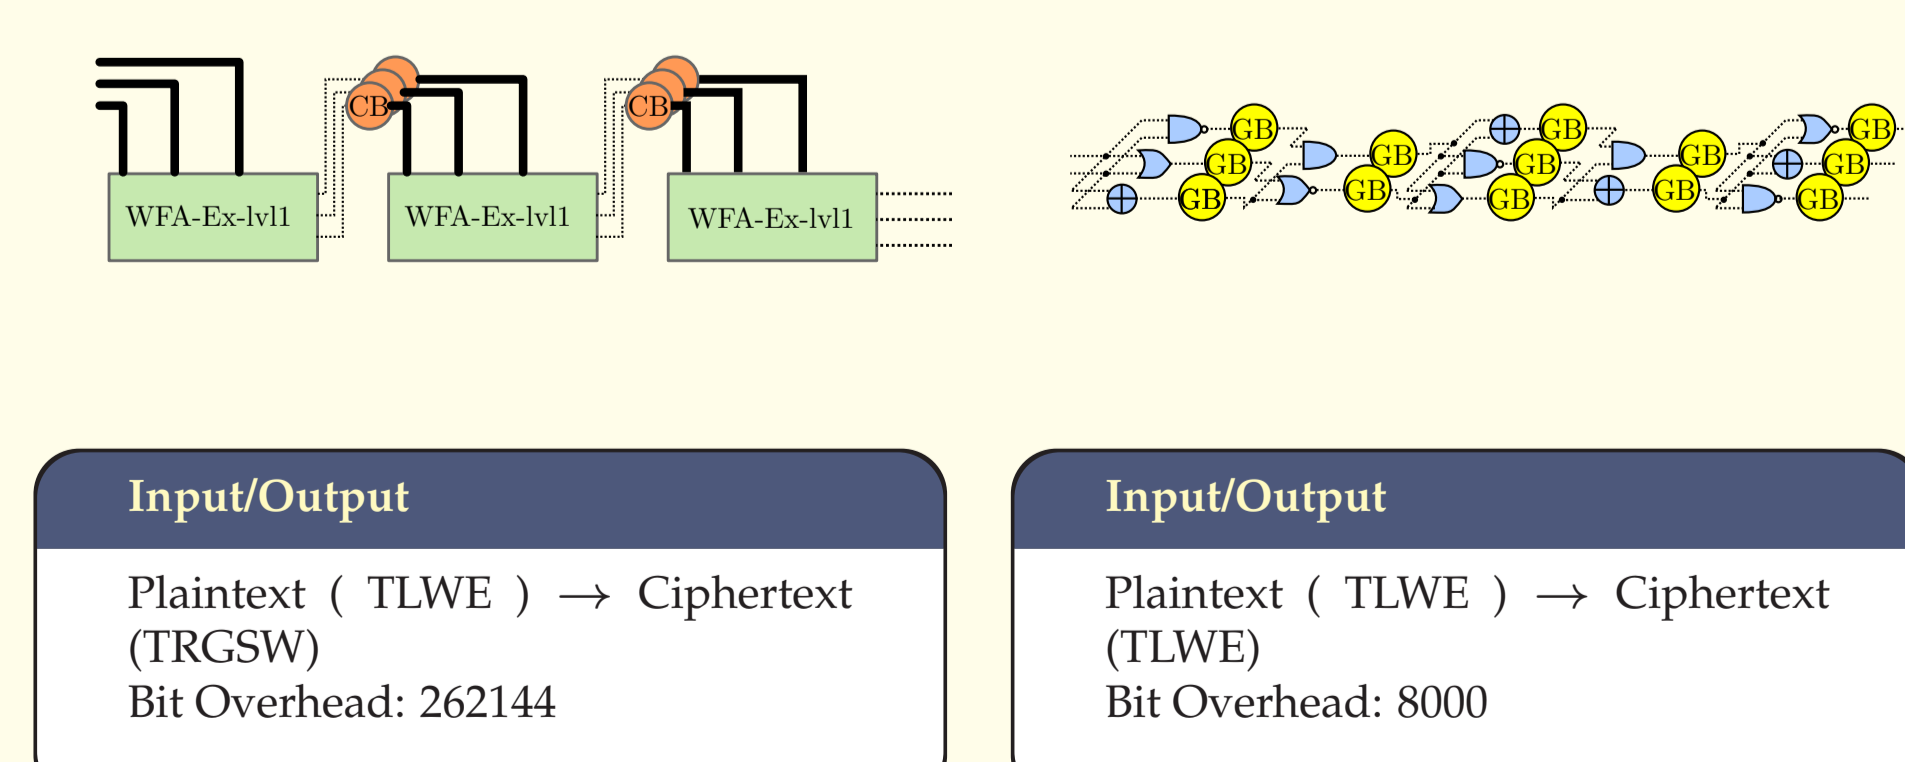 CB
CB
WFA-Ex-lvl1
WFA-Ex-lvl1
WFA-Ex-lvl1
GB
GB
GB
GB
GB
GB
GB
GB
GB
GB
GB
GB
GB
Input/Output
Plaintext ( TLWE ) → Ciphertext
(TRGSW)
Bit Overhead: 262144
Input/Output
Plaintext ( TLWE ) → Ciphertext
(TLWE)
Bit Overhead: 8000